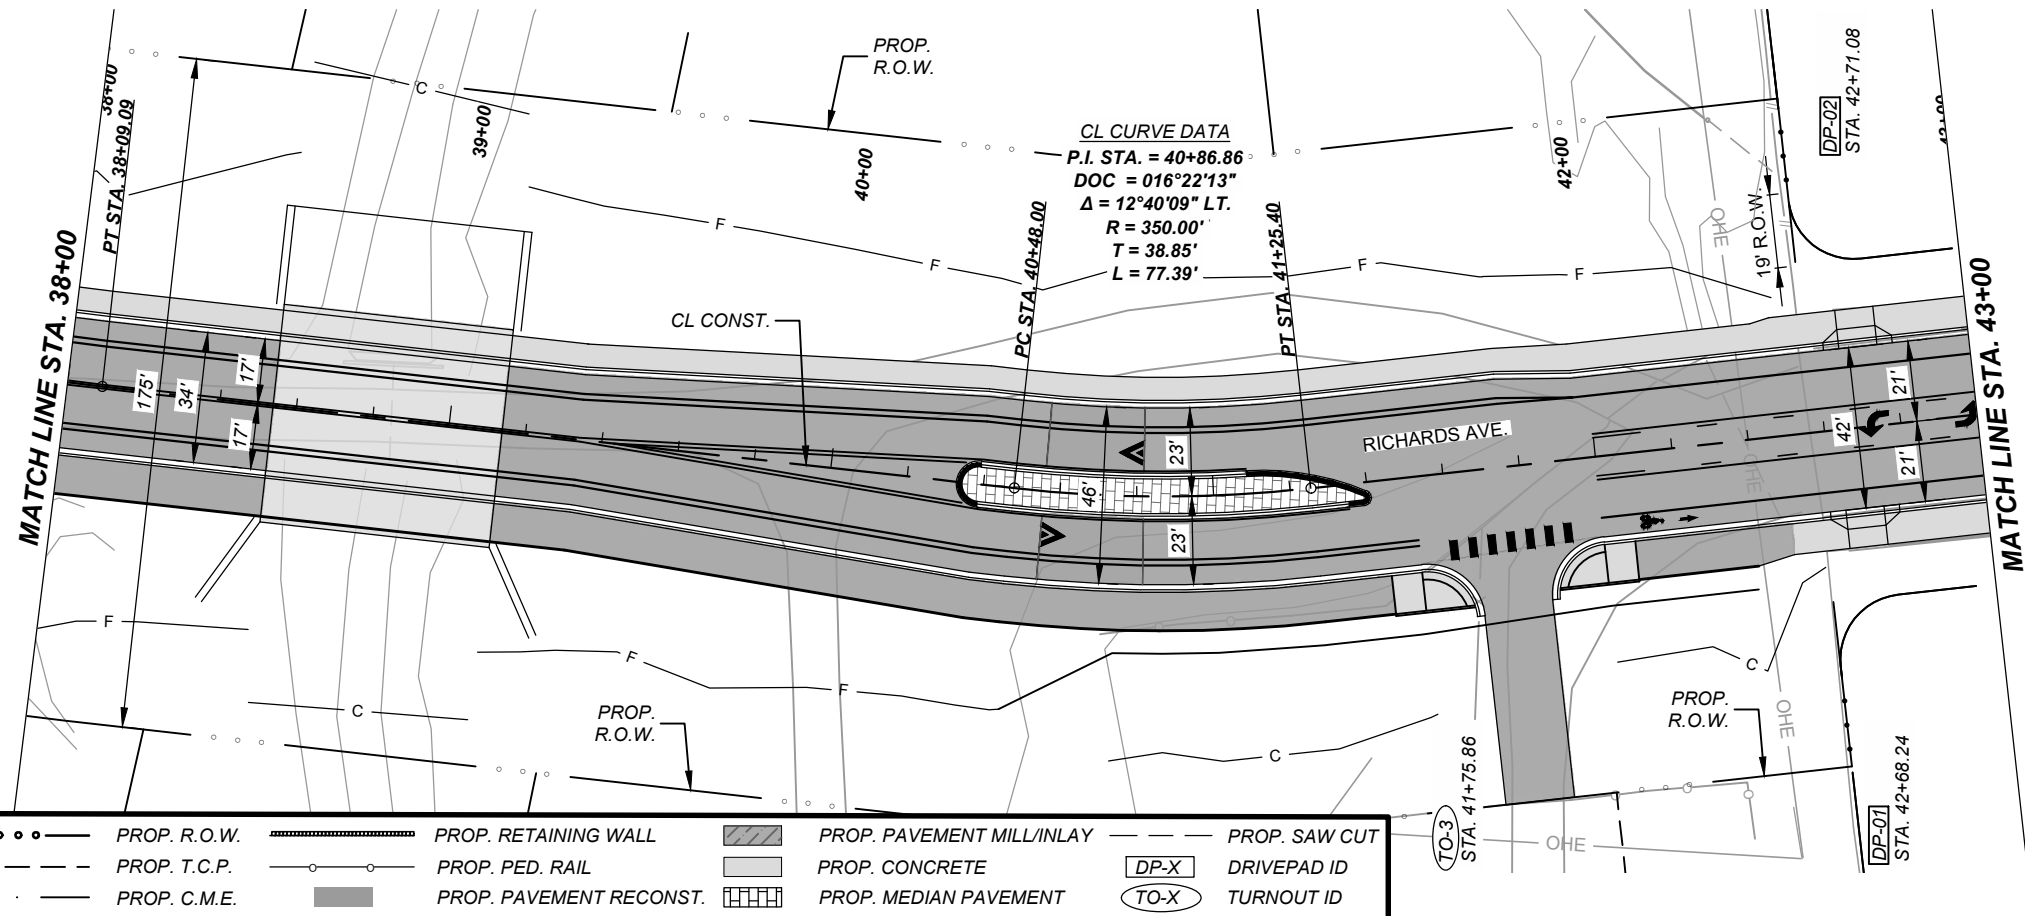 PROP.
R.O.W.
38+00
PT STA. 38+09.09
39+00
40+00
42+00
DP-02
STA. 42+71.08
CL CURVE DATA
P.I. STA. = 40+86.86
DOC = 016°22'13"
Δ = 12°40'09" LT.
R = 350.00'
T = 38.85'
L = 77.39'
PC STA. 40+48.00
PT STA. 41+25.40
19' R.O.W.
OHE
C
F
F
F
F
MATCH LINE STA. 38+00
MATCH LINE STA. 43+00
CL CONST.
175'
34'
17'
17'
46'
23'
23'
RICHARDS AVE.
42'
21'
21'
OHE
F
F
F
C
C
C
PROP.
R.O.W.
PROP.
R.O.W.
OHE
OHE
TO-3
STA. 41+75.86
DP-01
STA. 42+68.24
PROP. R.O.W.
PROP. RETAINING WALL
PROP. PAVEMENT MILL/INLAY
PROP. SAW CUT
PROP. T.C.P.
PROP. PED. RAIL
PROP. CONCRETE
DP-X
DRIVEPAD ID
PROP. C.M.E.
PROP. PAVEMENT RECONST.
PROP. MEDIAN PAVEMENT
TO-X
TURNOUT ID